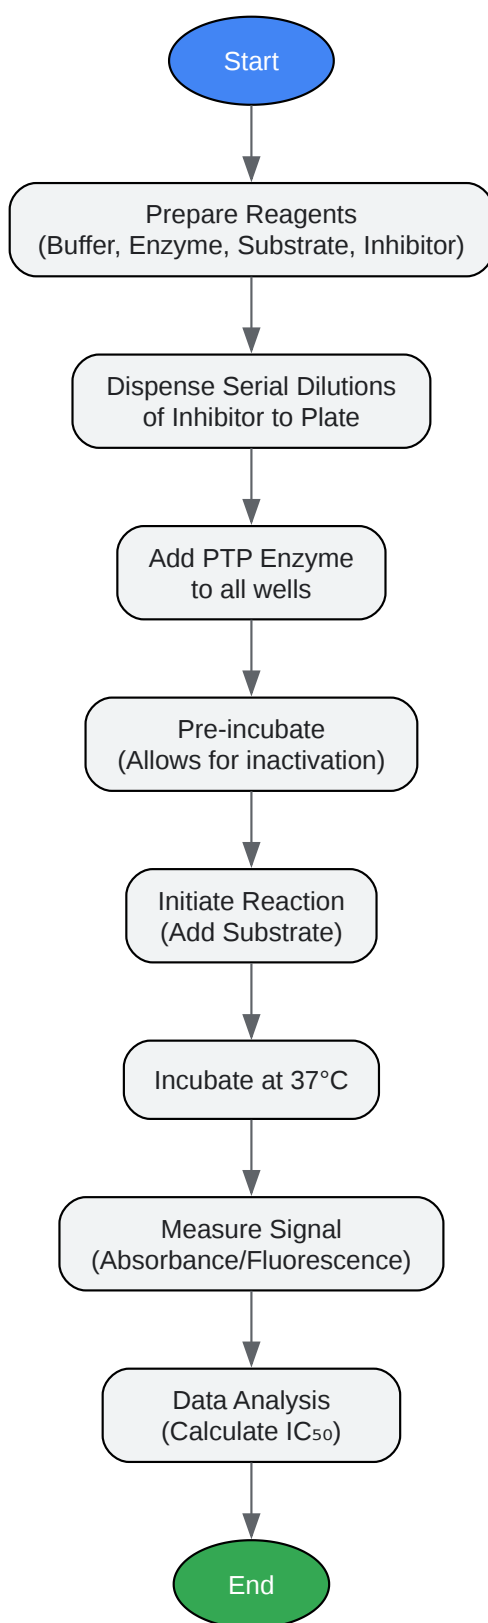 Start
Prepare Reagents
(Buffer, Enzyme, Substrate, Inhibitor)
Dispense Serial Dilutions
of Inhibitor to Plate
Add PTP Enzyme
to all wells
Pre-incubate
(Allows for inactivation)
Initiate Reaction
(Add Substrate)
Incubate at 37°C
Measure Signal
(Absorbance/Fluorescence)
Data Analysis
(Calculate IC₅₀)
End